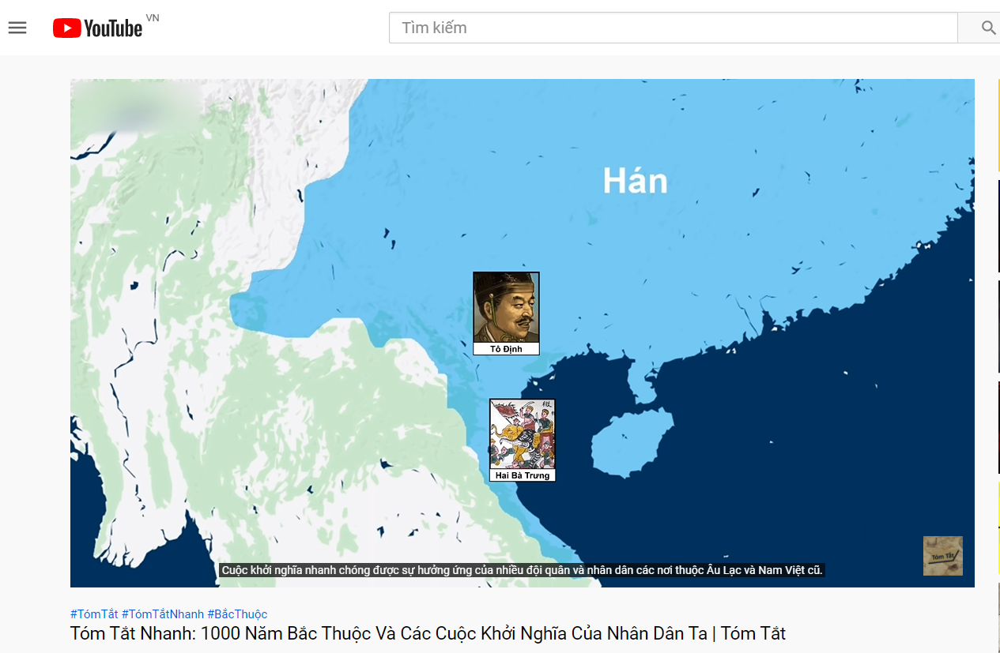 YouTube VN
Tìm kiếm
Hán
Tô Định
Hai Bà Trưng
Tóm Tắt
Cuộc khởi nghĩa nhanh chóng được sự hưởng ứng của nhiều đội quân và nhân dân các nơi thuộc Âu Lạc và Nam Việt cũ.
#TómTắt #TómTắtNhanh #BắcThuộc
Tóm Tắt Nhanh: 1000 Năm Bắc Thuộc Và Các Cuộc Khởi Nghĩa Của Nhân Dân Ta | Tóm Tắt